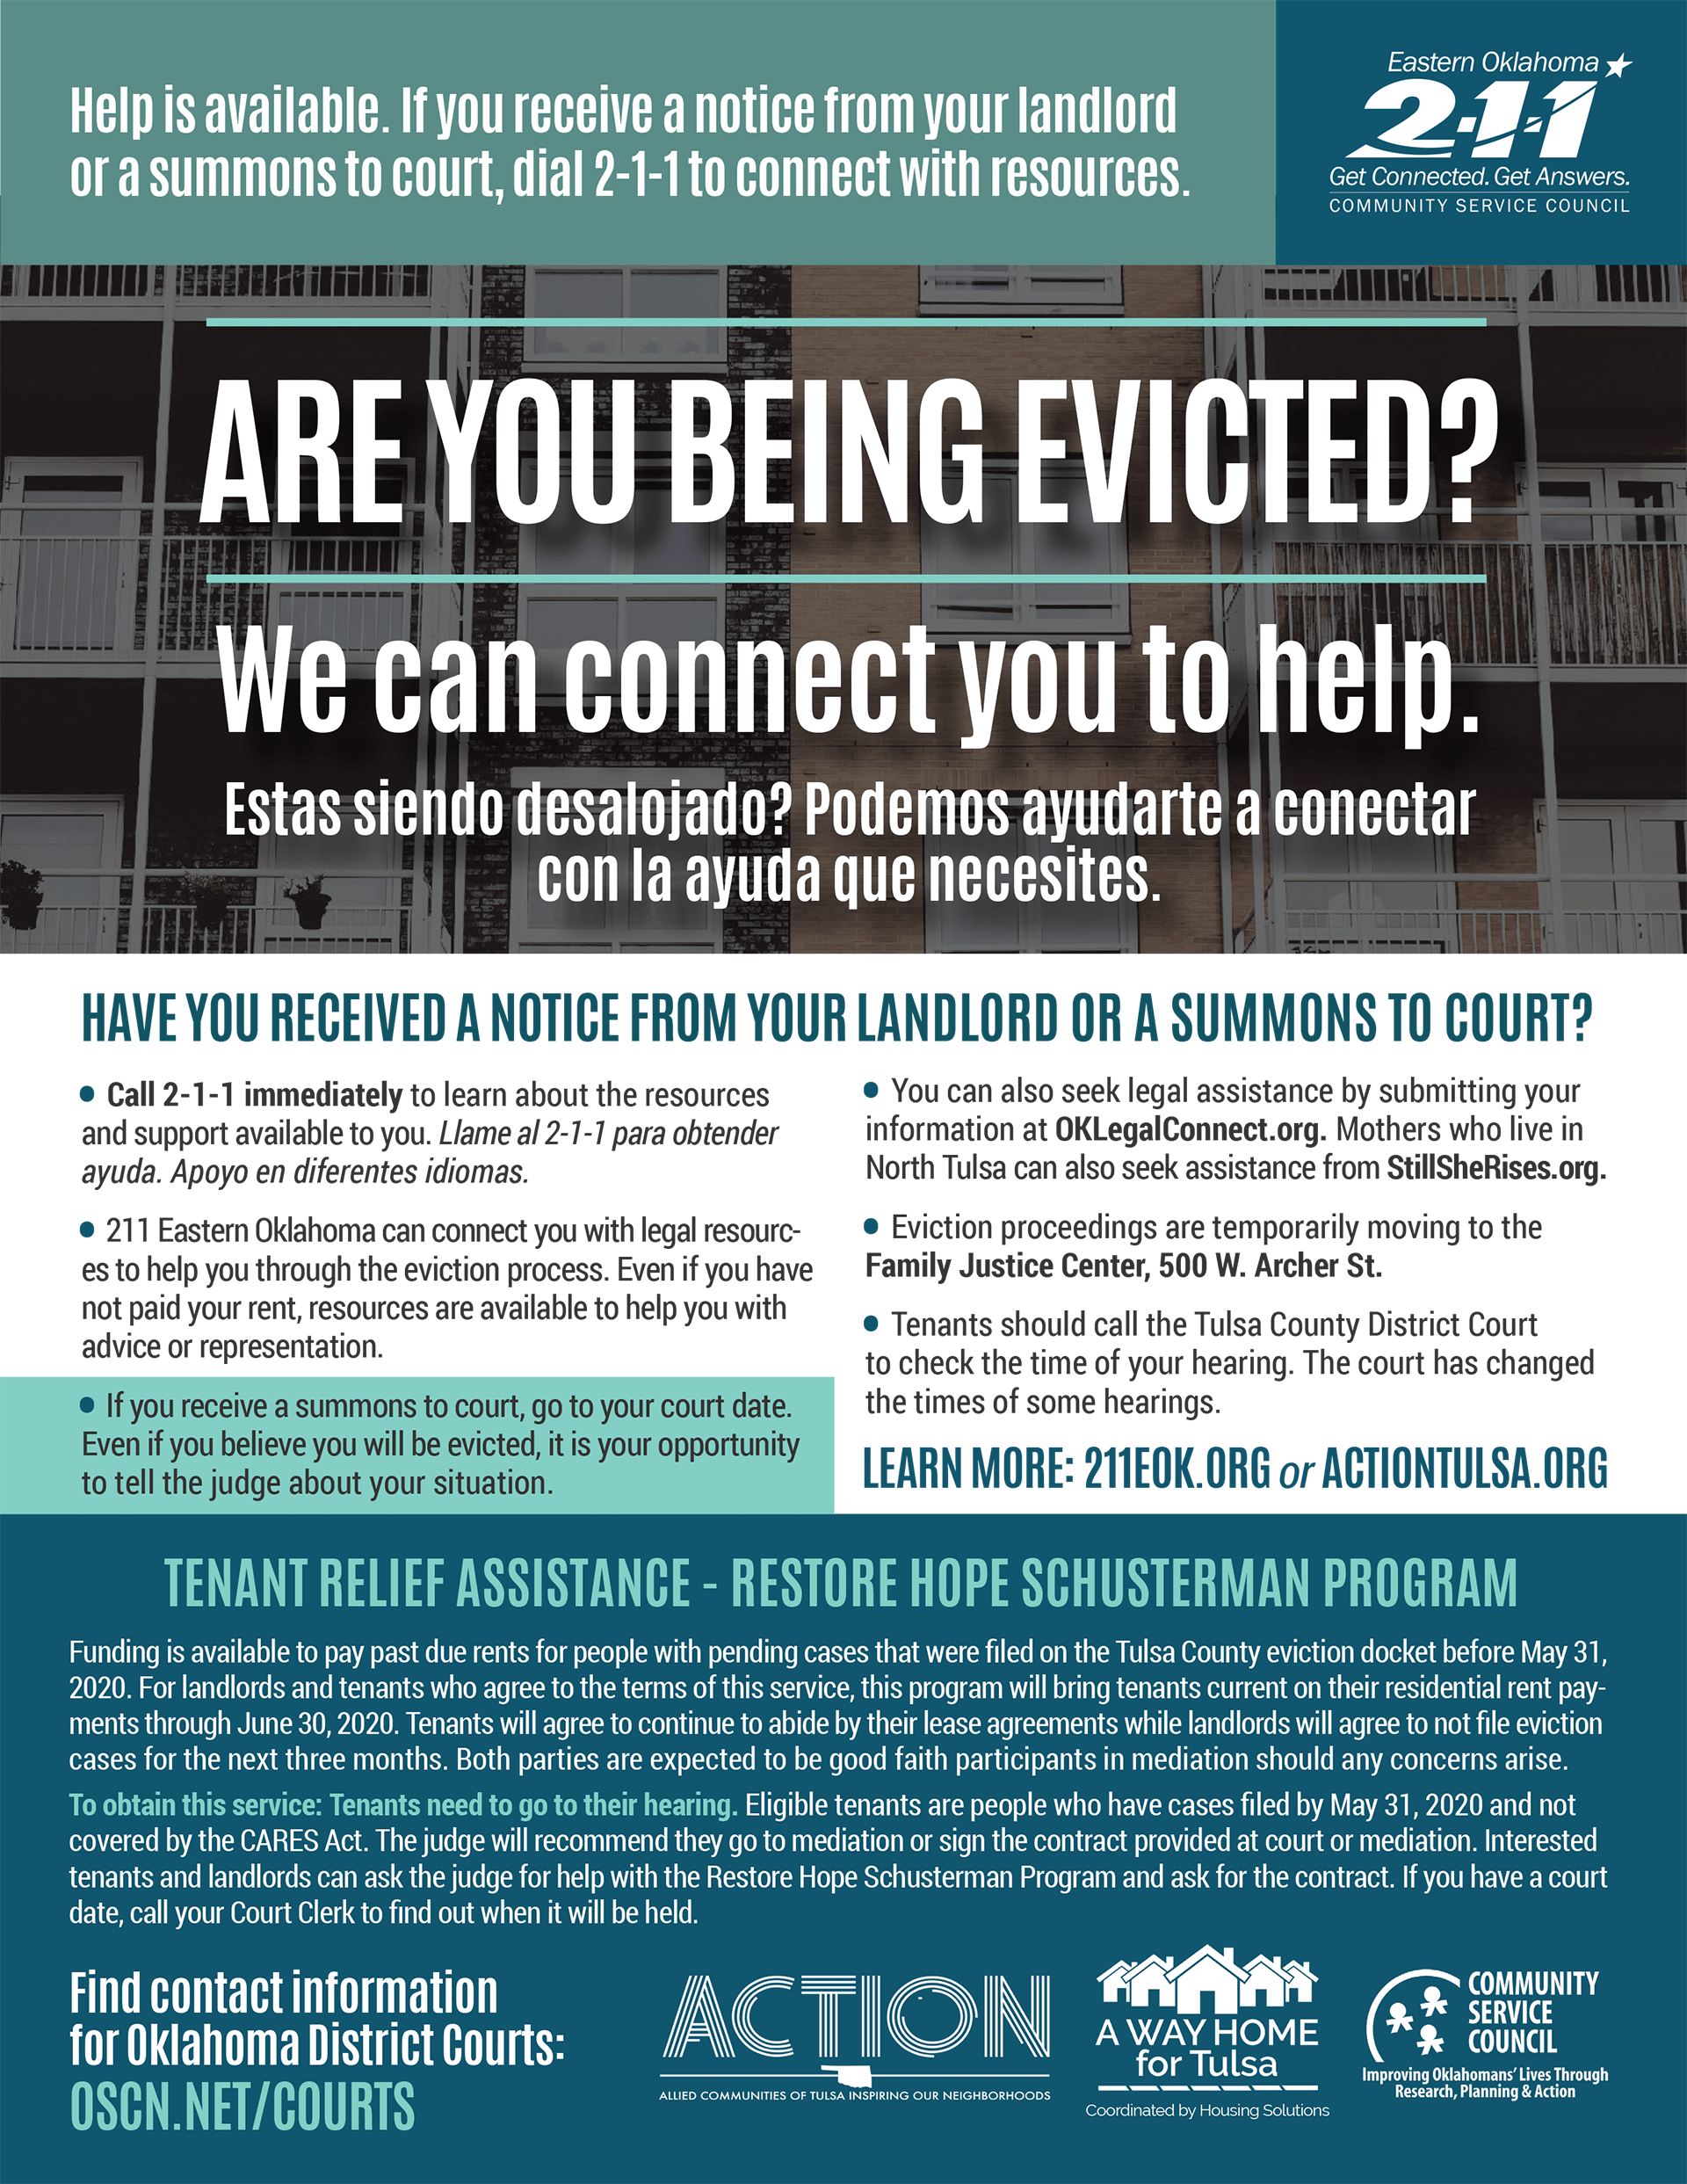 Help is available. If you receive a notice from your landlord
or a summons to court, dial 2-1-1 to connect with resources.
Eastern Oklahoma
2-1-1
Get Connected. Get Answers.
COMMUNITY SERVICE COUNCIL
ARE YOU BEING EVICTED?
We can connect you to help.
Estas siendo desalojado? Podemos ayudarte a conectar
con la ayuda que necesites.
HAVE YOU RECEIVED A NOTICE FROM YOUR LANDLORD OR A SUMMONS TO COURT?
• Call 2-1-1 immediately to learn about the resources
and support available to you. Llame al 2-1-1 para obtender
ayuda. Apoyo en diferentes idiomas.
• 211 Eastern Oklahoma can connect you with legal resourc-
es to help you through the eviction process. Even if you have
not paid your rent, resources are available to help you with
advice or representation.
• If you receive a summons to court, go to your court date.
Even if you believe you will be evicted, it is your opportunity
to tell the judge about your situation.
• You can also seek legal assistance by submitting your
information at OKLegalConnect.org. Mothers who live in
North Tulsa can also seek assistance from StillSheRises.org.
• Eviction proceedings are temporarily moving to the
Family Justice Center, 500 W. Archer St.
• Tenants should call the Tulsa County District Court
to check the time of your hearing. The court has changed
the times of some hearings.
LEARN MORE: 211EOK.ORG or ACTIONTULSA.ORG
TENANT RELIEF ASSISTANCE - RESTORE HOPE SCHUSTERMAN PROGRAM
Funding is available to pay past due rents for people with pending cases that were filed on the Tulsa County eviction docket before May 31,
2020. For landlords and tenants who agree to the terms of this service, this program will bring tenants current on their residential rent pay-
ments through June 30, 2020. Tenants will agree to continue to abide by their lease agreements while landlords will agree to not file eviction
cases for the next three months. Both parties are expected to be good faith participants in mediation should any concerns arise.
To obtain this service: Tenants need to go to their hearing. Eligible tenants are people who have cases filed by May 31, 2020 and not
covered by the CARES Act. The judge will recommend they go to mediation or sign the contract provided at court or mediation. Interested
tenants and landlords can ask the judge for help with the Restore Hope Schusterman Program and ask for the contract. If you have a court
date, call your Court Clerk to find out when it will be held.
Find contact information
for Oklahoma District Courts:
OSCN.NET/COURTS
ACTION
ALLIED COMMUNITIES OF TULSA INSPIRING OUR NEIGHBORHOODS
A WAY HOME
for Tulsa
Coordinated by Housing Solutions
COMMUNITY
SERVICE
COUNCIL
Improving Oklahomans' Lives Through
Research, Planning & Action